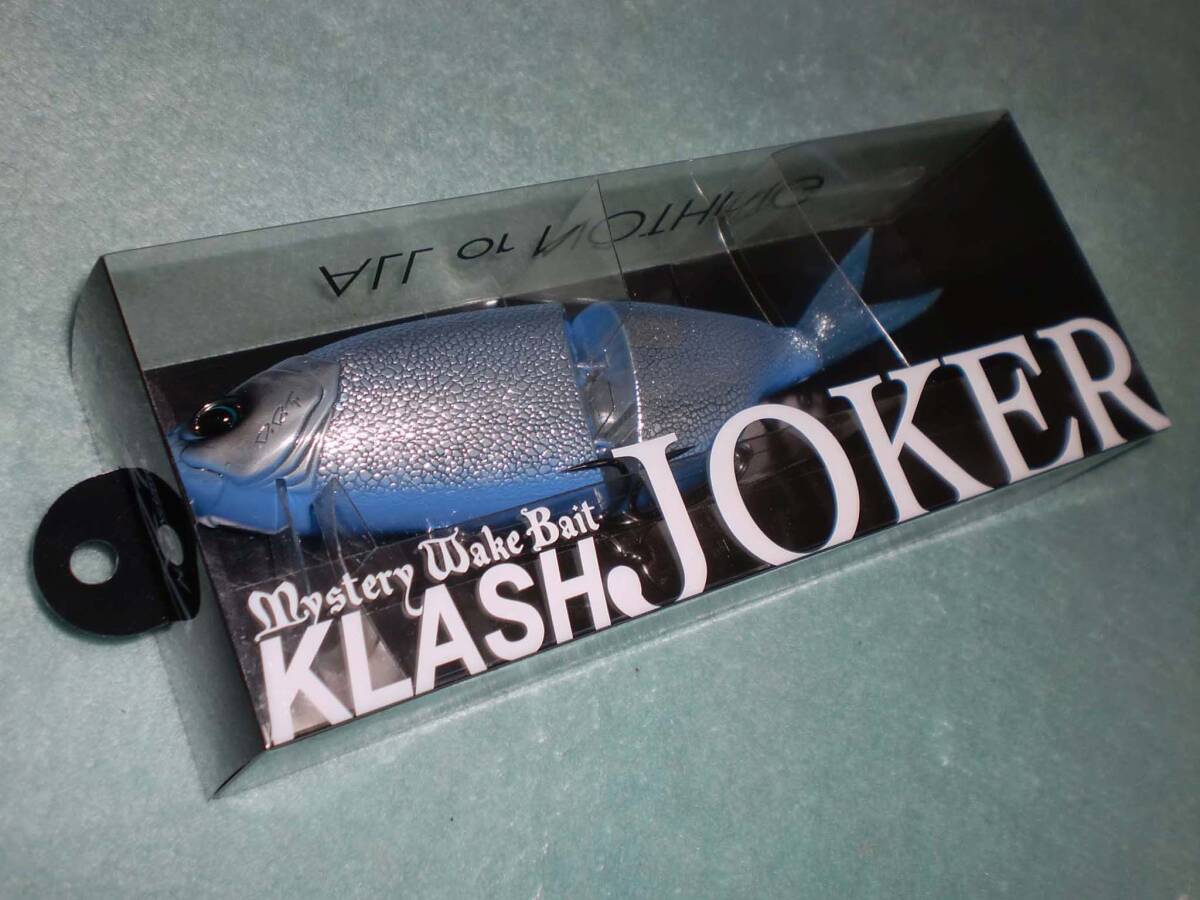 ALL or NOTHING
Mystery Wake Bait
KLASH JOKER